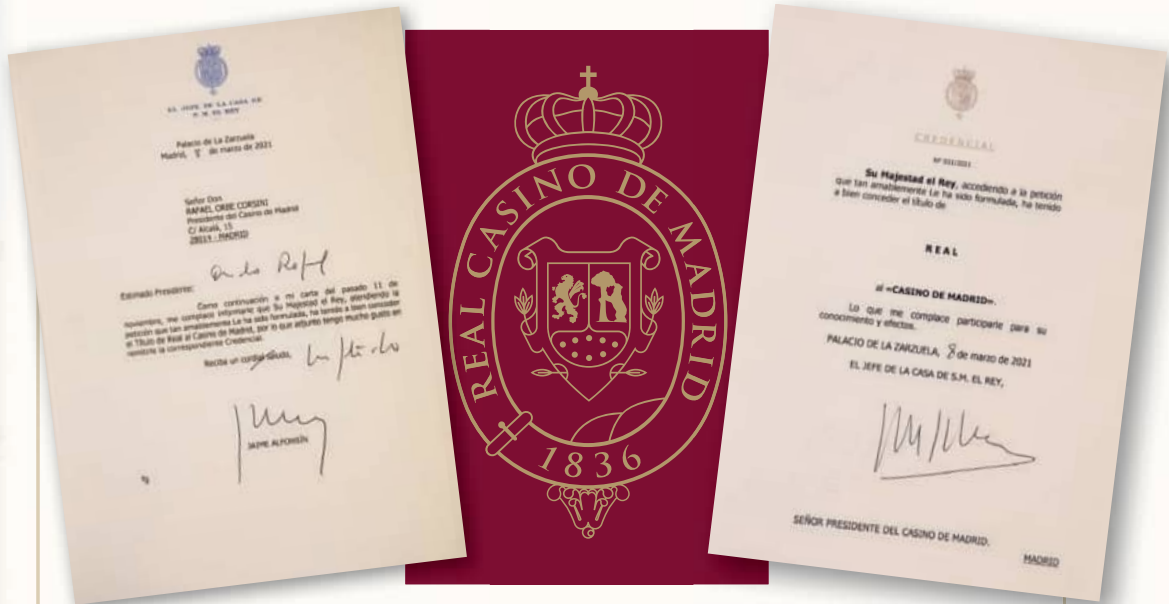 EL JEFE DE LA CASA DE
S. M. EL REY
Palacio de La Zarzuela
Madrid, 8 de marzo de 2021
Señor Don
RAFAEL ORBE CORSINI
Presidente del Casino de Madrid
C/ Alcalá, 15
28014 - MADRID
Estimado Presidente:
Como continuación a mi carta del pasado 11 de
noviembre, me complace informarle que Su Majestad el Rey, atendiendo la
petición que tan amablemente Le ha sido formulada, ha tenido a bien conceder
el Título de Real al Casino de Madrid, por lo que adjunto tengo mucho gusto en
remitirle la correspondiente Credencial.
Reciba un cordial saludo,
JAIME ALFONSÍN
REAL CASINO DE MADRID
1836
CREDENCIAL
Su Majestad el Rey, accediendo a la petición
que tan amablemente Le ha sido formulada, ha tenido
a bien conceder el título de
REAL
al «CASINO DE MADRID».
Lo que me complace participarle para su
conocimiento y efectos.
PALACIO DE LA ZARZUELA, 8 de marzo de 2021
EL JEFE DE LA CASA DE S.M. EL REY,
SEÑOR PRESIDENTE DEL CASINO DE MADRID.
MADRID